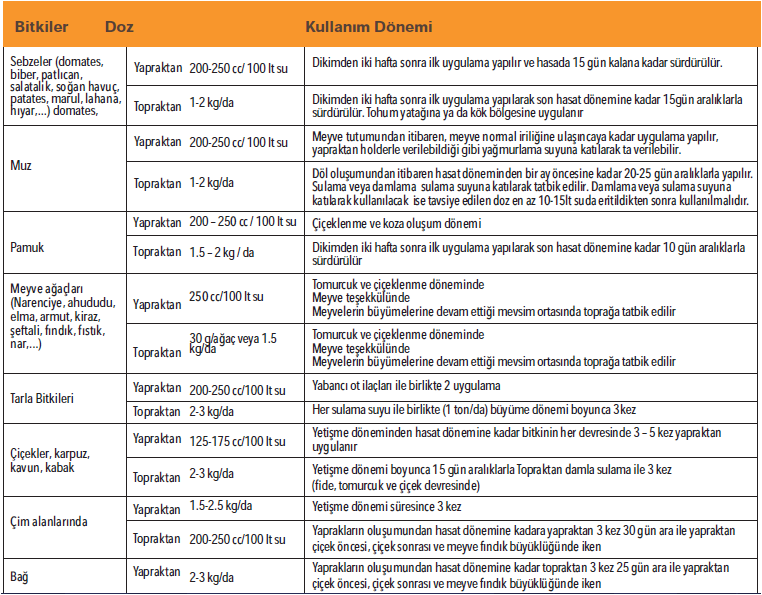 Bitkiler Doz Kullanım Dönemi
Sebzeler (domates,
biber, patlıcan,
salatalık, soğan havuç,
patates, marul, lahana,
hıyar,...) domates,
Yapraktan 200-250 cc/ 100 lt su
Dikimden iki hafta sonra ilk uygulama yapılır ve hasada 15 gün kalana kadar sürdürülür.
Topraktan 1-2 kg/da
Dikimden iki hafta sonra ilk uygulama yapılarak son hasat dönemine kadar 15gün aralıklarla
sürdürülür. Tohum yatağına ya da kök bölgesine uygulanır
Muz
Yapraktan 200-250 cc/ 100 lt su
Meyve tutumundan itibaren, meyve normal iriliğine ulaşıncaya kadar uygulama yapılır,
yapraktan holderle verilebildiği gibi yağmurlama suyuna katılarak ta verilebilir.
Topraktan 1-2 kg/da
Döl oluşumundan itibaren hasat döneminden bir ay öncesine kadar 20-25 gün aralıklarla yapılır.
Sulama veya damlama sulama suyuna katılarak tatbik edilir. Damlama veya sulama suyuna
katılarak kullanılacak ise tavsiye edilen doz en az 10-15lt suda eritildikten sonra kullanılmalıdır.
Pamuk
Yapraktan 200 – 250 cc / 100 lt su
Çiçeklenme ve koza oluşum dönemi
Topraktan 1.5 – 2 kg / da
Dikimden iki hafta sonra ilk uygulama yapılarak son hasat dönemine kadar 10 gün aralıklarla
sürdürülür
Meyve ağaçları
(Narenciye, ahududu,
elma, armut, kiraz,
şeftali, fındık, fıstık,
nar,...)
Yapraktan 250 cc/100 lt su
Tomurcuk ve çiçeklenme döneminde
Meyve teşekkülünde
Meyvelerin büyümelerine devam ettiği mevsim ortasında toprağa tatbik edilir
Topraktan 30 g/ağaç veya 1.5
kg/da
Tomurcuk ve çiçeklenme döneminde
Meyve teşekkülünde
Meyvelerin büyümelerine devam ettiği mevsim ortasında toprağa tatbik edilir
Tarla Bitkileri
Yapraktan 200-250 cc/100 lt su
Yabancı ot ilaçları ile birlikte 2 uygulama
Topraktan 2-3 kg/da
Her sulama suyu ile birlikte (1 ton/da) büyüme dönemi boyunca 3 kez
Çiçekler, karpuz,
kavun, kabak
Yapraktan 125-175 cc/100 lt su
Yetişme döneminden hasat dönemine kadar bitkinin her devresinde 3 – 5 kez yapraktan
uygulanır
Topraktan 2-3 kg/da
Yetişme dönemi boyunca 15 gün aralıklarla Topraktan damla sulama ile 3 kez
(fide, tomurcuk ve çiçek devresinde)
Çim alanlarında
Yapraktan 1.5-2.5 kg/da
Yetişme dönemi süresince 3 kez
Topraktan 200-250 cc/100 lt su
Yaprakların oluşumundan hasat dönemine kadara yapraktan 3 kez 30 gün ara ile yapraktan
çiçek öncesi, çiçek sonrası ve meyve fındık büyüklüğünde iken
Bağ
Yapraktan 2-3 kg/da
Yaprakların oluşumundan hasat dönemine kadar topraktan 3 kez 25 gün ara ile yapraktan
çiçek öncesi, çiçek sonrası ve meyve fındık büyüklüğünde iken